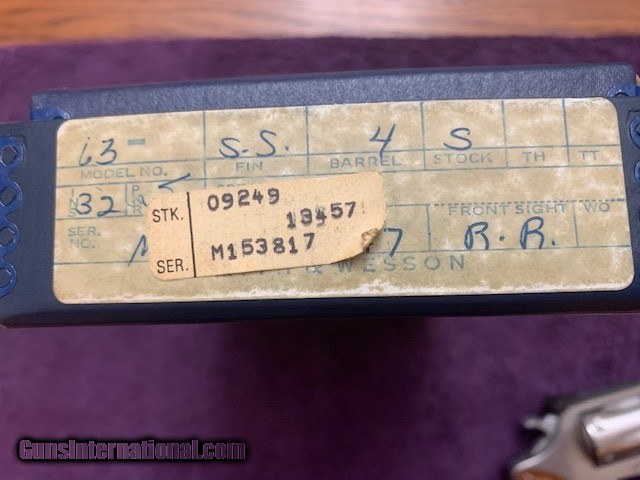 63- S.S. 4 S
MODEL NO. FIN BARREL STOCK TH TT
32
STK. 09249
13457
SER. M153817
SER. NO. M 7 R.R.
FRONT SIGHT WO
& WESSON
GunsInternational.com